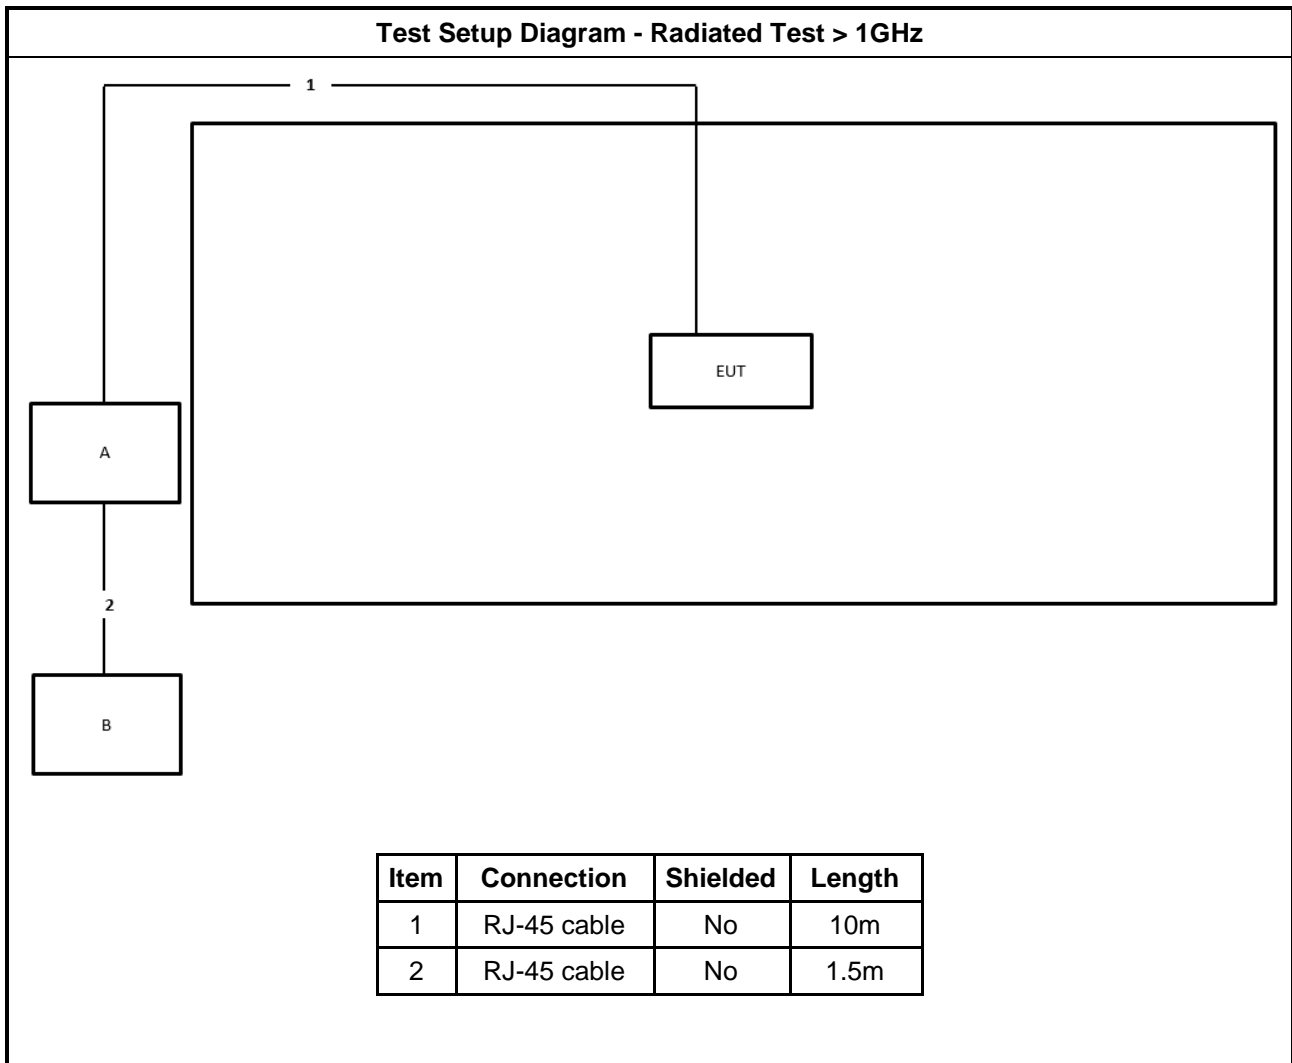 Test Setup Diagram - Radiated Test > 1GHz
1
EUT
A
2
B
Item Connection Shielded Length
1 RJ-45 cable No 10m
2 RJ-45 cable No 1.5m